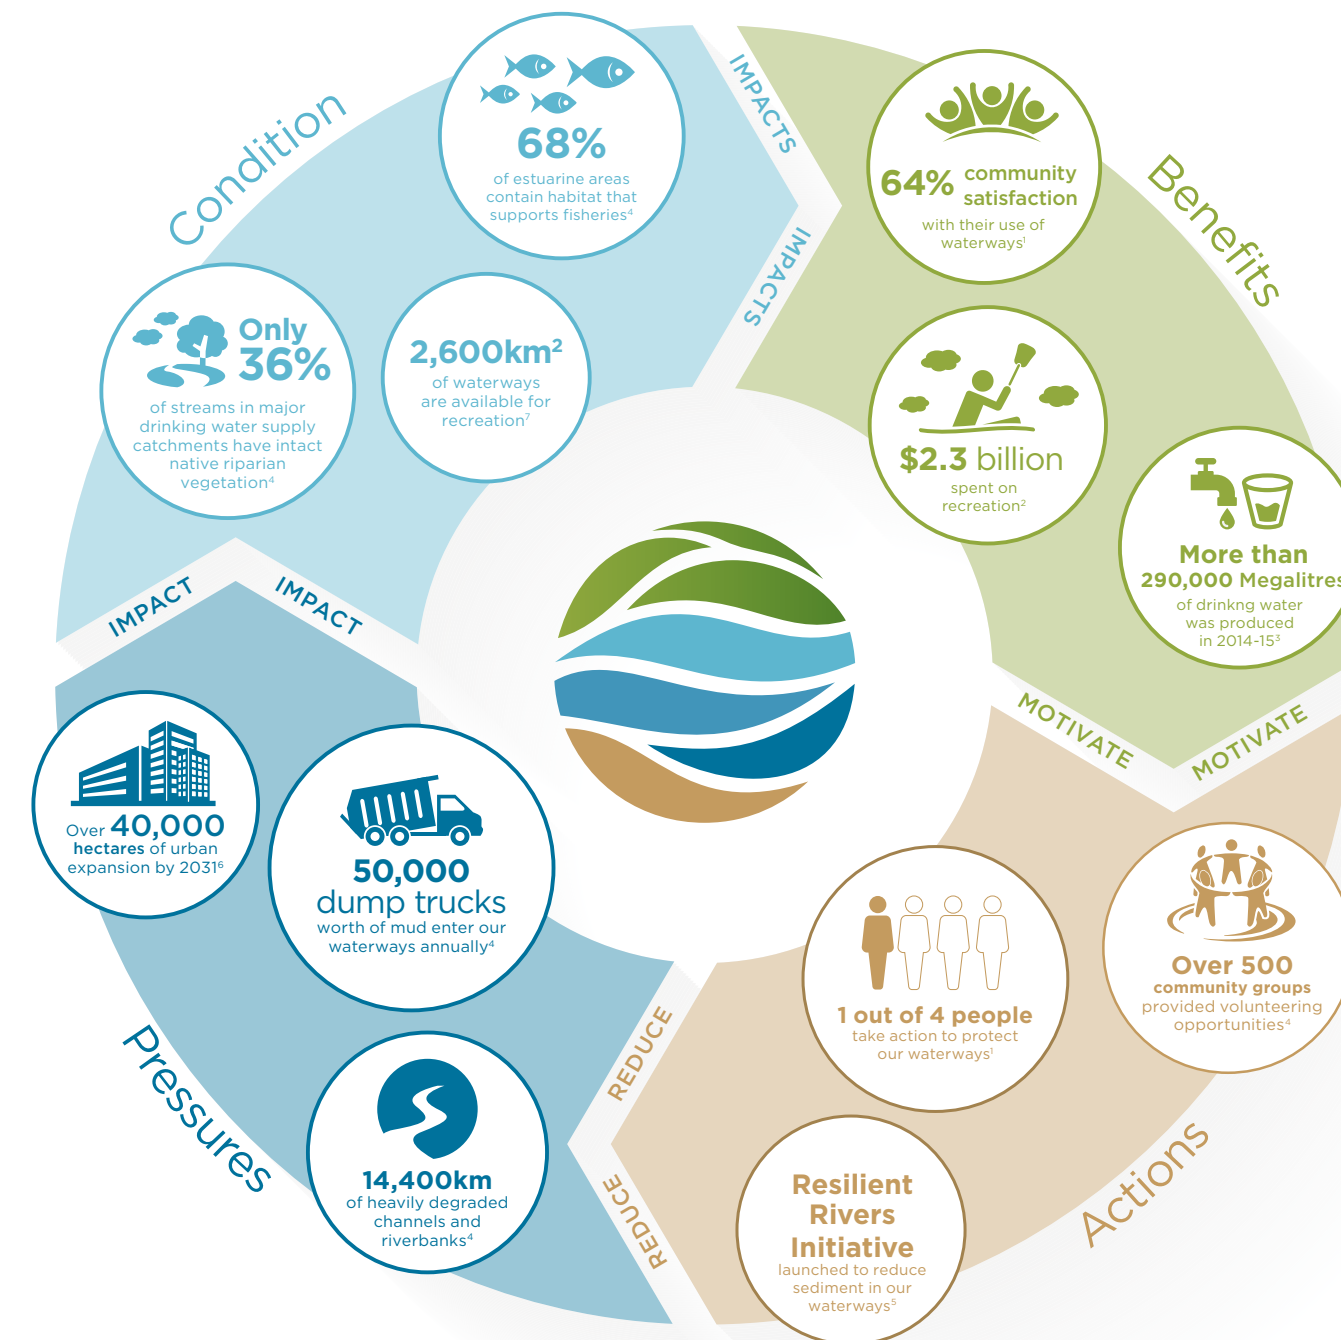 Condition
68%
of estuarine areas
contain habitat that
supports fisheries⁴
Only
36%
of streams in major
drinking water supply
catchments have intact
native riparian
vegetation⁴
2,600km²
of waterways
are available for
recreation⁷
IMPACTS
IMPACTS
Benefits
64% community
satisfaction
with their use of
waterways¹
$2.3 billion
spent on
recreation²
More than
290,000 Megalitres
of drinkng water
was produced
in 2014-15³
MOTIVATE
MOTIVATE
Actions
Over 500
community groups
provided volunteering
opportunities⁴
1 out of 4 people
take action to protect
our waterways¹
Resilient
Rivers
Initiative
launched to reduce
sediment in our
waterways⁵
REDUCE
REDUCE
Pressures
Over 40,000
hectares of urban
expansion by 2031⁶
50,000
dump trucks
worth of mud enter our
waterways annually⁴
14,400km
of heavily degraded
channels and
riverbanks⁴
IMPACT
IMPACT